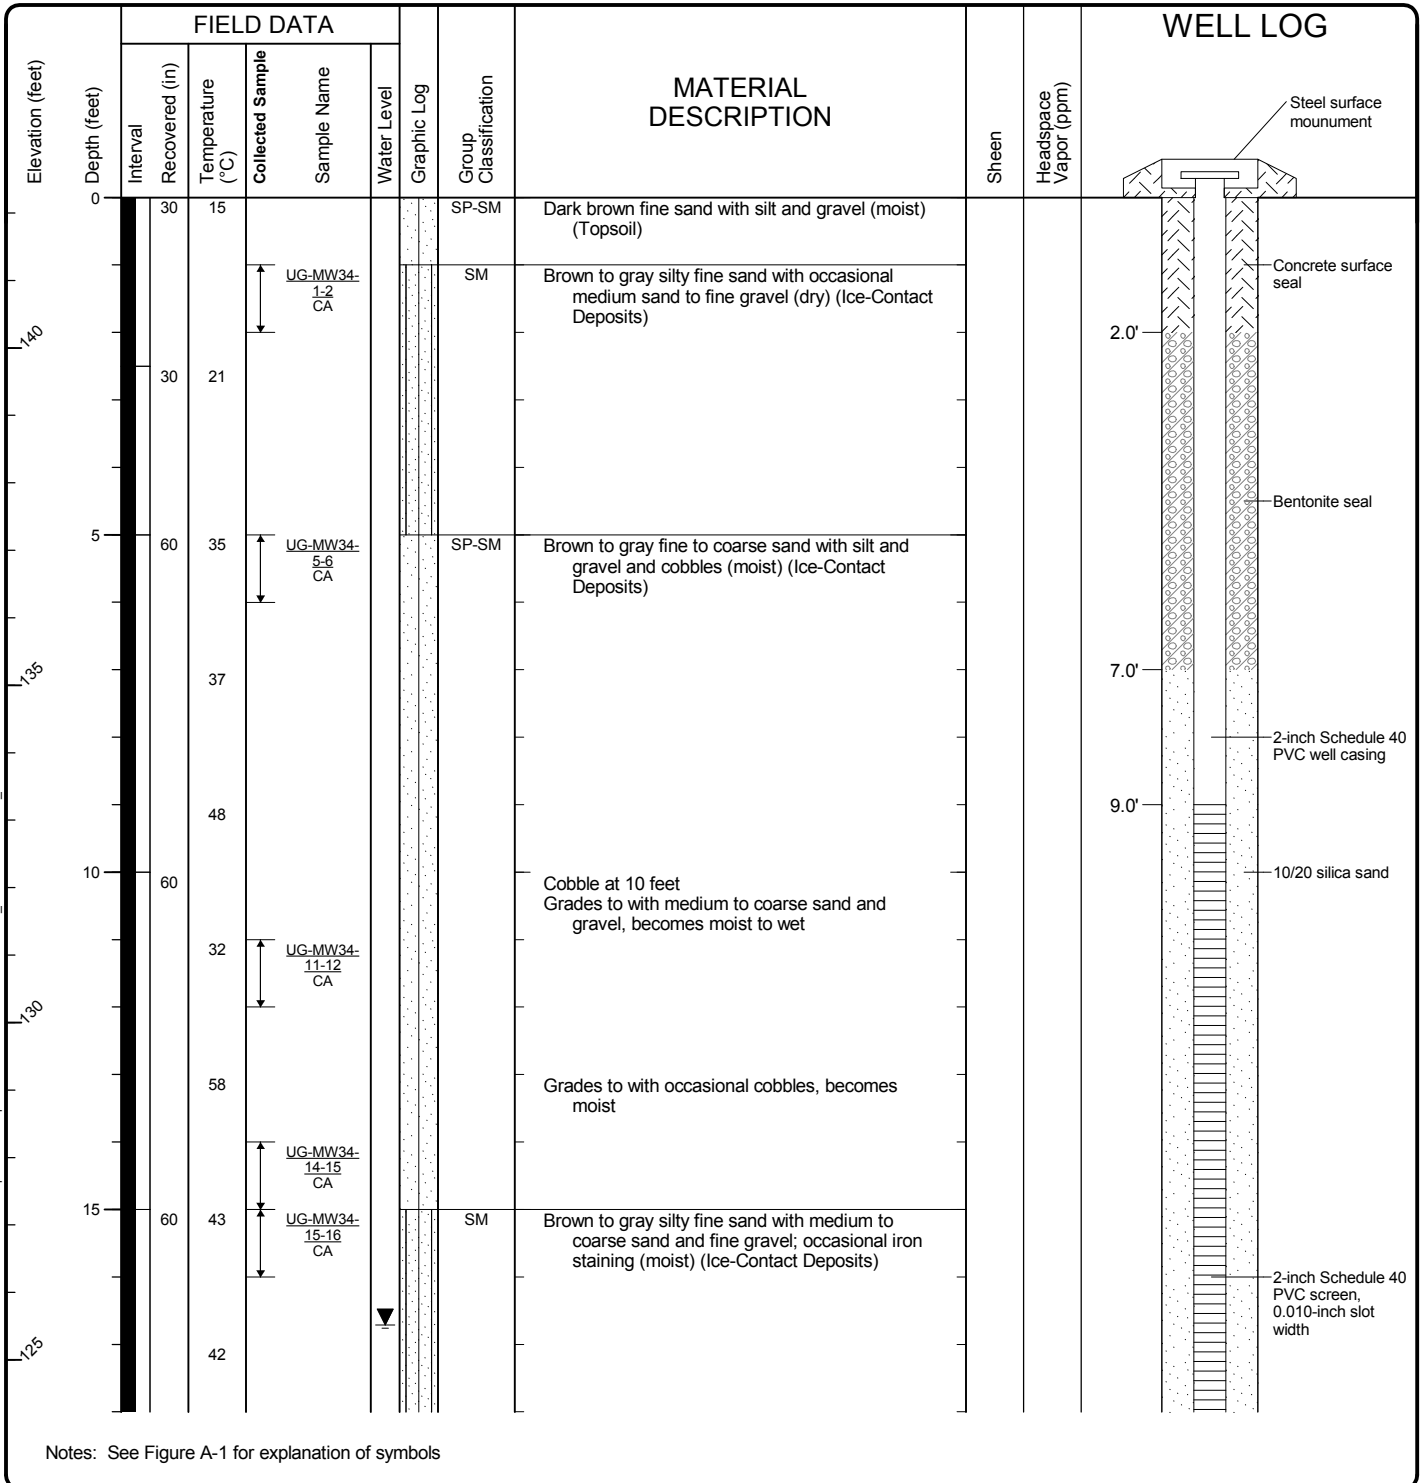 FIELD DATA
WELL LOG
Elevation (feet)
Depth (feet)
Interval
Recovered (in)
Temperature
(°C)
Collected Sample
Sample Name
Water Level
Graphic Log
Group
Classification
MATERIAL
DESCRIPTION
Sheen
Headspace
Vapor (ppm)
Steel surface
mounument
0
30
15
SP-SM
Dark brown fine sand with silt and gravel (moist)
(Topsoil)
UG-MW34-
1-2
CA
SM
Brown to gray silty fine sand with occasional
medium sand to fine gravel (dry) (Ice-Contact
Deposits)
Concrete surface
seal
140
2.0'
30
21
Bentonite seal
5
60
35
UG-MW34-
5-6
CA
SP-SM
Brown to gray fine to coarse sand with silt and
gravel and cobbles (moist) (Ice-Contact
Deposits)
135
37
7.0'
2-inch Schedule 40
PVC well casing
48
9.0'
10
60
Cobble at 10 feet
Grades to with medium to coarse sand and
gravel, becomes moist to wet
10/20 silica sand
32
UG-MW34-
11-12
CA
130
58
Grades to with occasional cobbles, becomes
moist
UG-MW34-
14-15
CA
15
60
43
UG-MW34-
15-16
CA
SM
Brown to gray silty fine sand with medium to
coarse sand and fine gravel; occasional iron
staining (moist) (Ice-Contact Deposits)
2-inch Schedule 40
PVC screen,
0.010-inch slot
width
125
42
Notes: See Figure A-1 for explanation of symbols